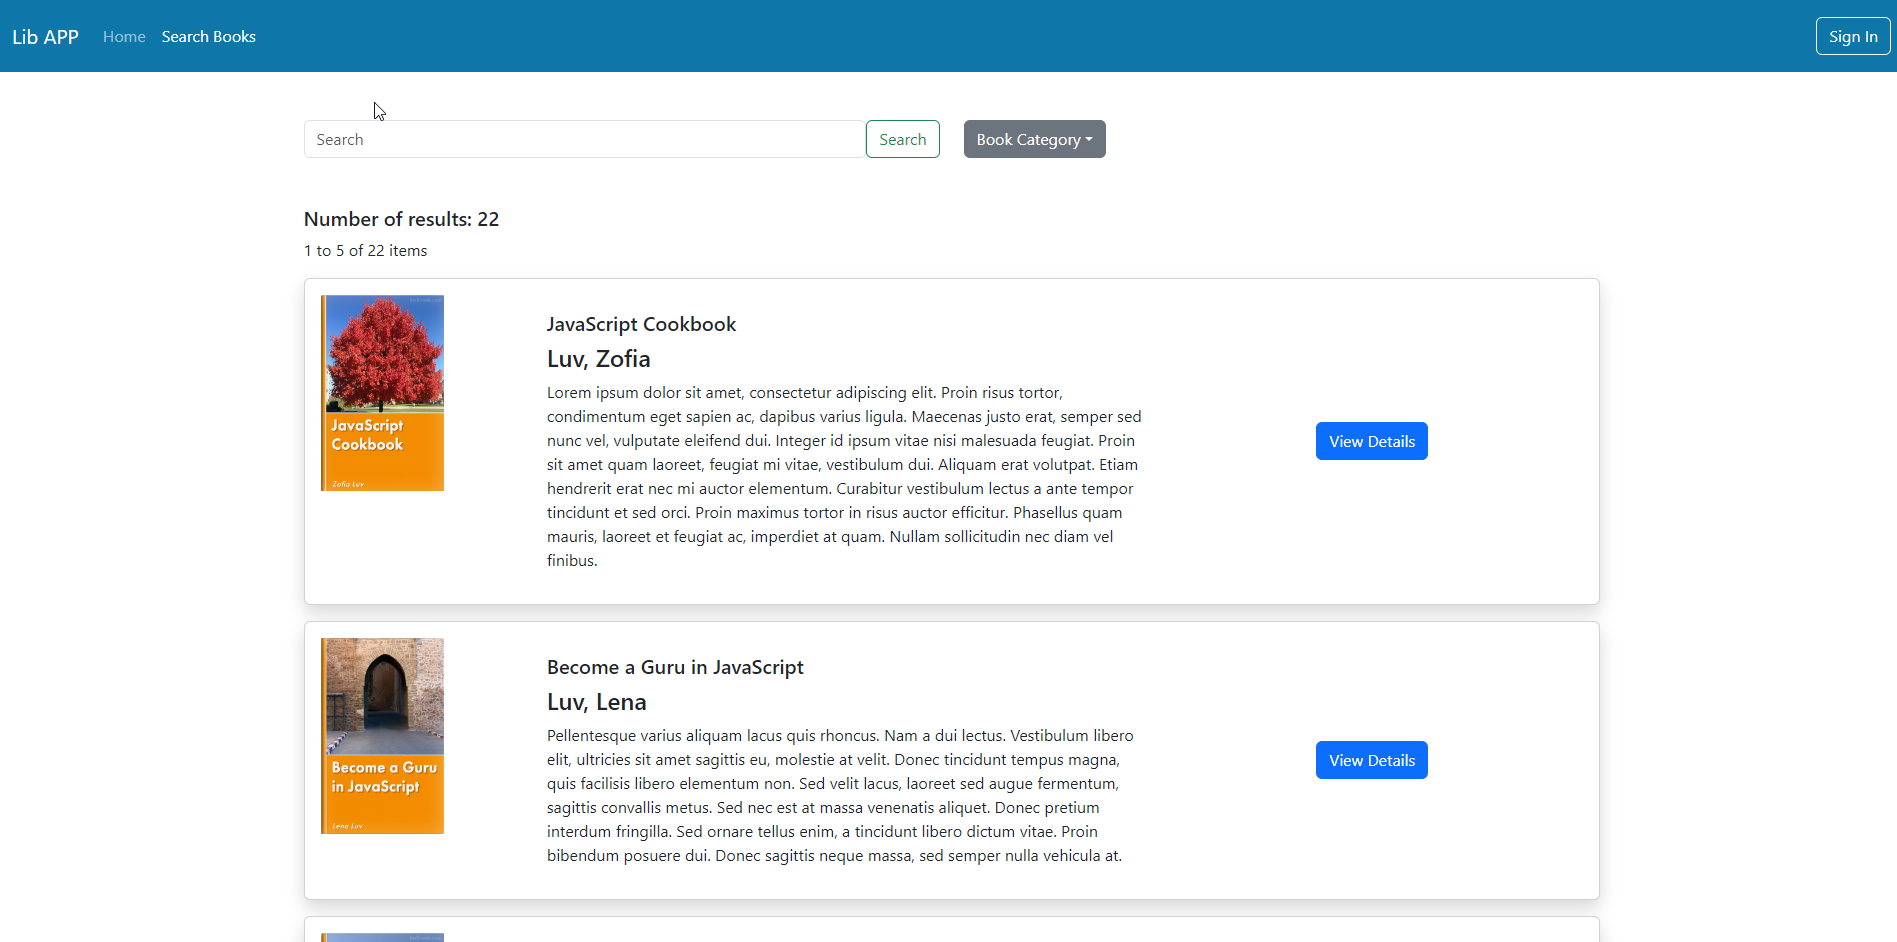 Lib APP Home Search Books Sign In
Search Search Book Category
Number of results: 22
1 to 5 of 22 items
JavaScript
Cookbook
Zofia Luv
JavaScript Cookbook
Luv, Zofia
Lorem ipsum dolor sit amet, consectetur adipiscing elit. Proin risus tortor,
condimentum eget sapien ac, dapibus varius ligula. Maecenas justo erat, semper sed
nunc vel, vulputate eleifend dui. Integer id ipsum vitae nisi malesuada feugiat. Proin
sit amet quam laoreet, feugiat mi vitae, vestibulum dui. Aliquam erat volutpat. Etiam
hendrerit erat nec mi auctor elementum. Curabitur vestibulum lectus a ante tempor
tincidunt et sed orci. Proin maximus tortor in risus auctor efficitur. Phasellus quam
mauris, laoreet et feugiat ac, imperdiet at quam. Nullam sollicitudin nec diam vel
finibus.
View Details
Become a Guru
in JavaScript
Lena Luv
Become a Guru in JavaScript
Luv, Lena
Pellentesque varius aliquam lacus quis rhoncus. Nam a dui lectus. Vestibulum libero
elit, ultricies sit amet sagittis eu, molestie at velit. Donec tincidunt tempus magna,
quis facilisis libero elementum non. Sed velit lacus, laoreet sed augue fermentum,
sagittis convallis metus. Sed nec est at massa venenatis aliquet. Donec pretium
interdum fringilla. Sed ornare tellus enim, a tincidunt libero dictum vitae. Proin
bibendum posuere dui. Donec sagittis neque massa, sed semper nulla vehicula at.
View Details